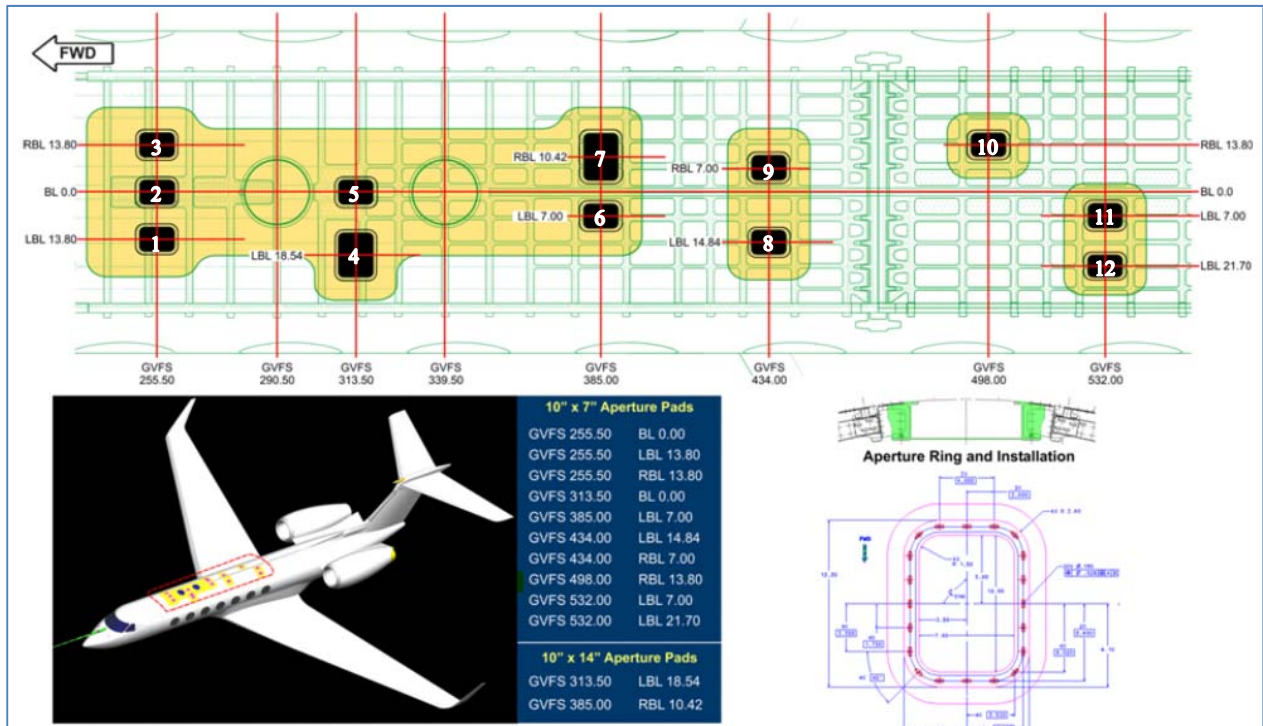 FWD
RBL 13.80
3
7
RBL 10.42
10
RBL 13.80
RBL 7.00
9
BL 0.0
2
5
BL 0.0
LBL 7.00
6
11
LBL 7.00
LBL 13.80
1
LBL 18.54
4
LBL 14.84
8
12
LBL 21.70
GVFS
255.50
GVFS
290.50
GVFS
313.50
GVFS
339.50
GVFS
385.00
GVFS
434.00
GVFS
498.00
GVFS
532.00
10" x 7" Aperture Pads
GVFS 255.50 BL 0.00
GVFS 255.50 LBL 13.80
GVFS 255.50 RBL 13.80
GVFS 313.50 BL 0.00
GVFS 385.00 LBL 7.00
GVFS 434.00 LBL 14.84
GVFS 434.00 RBL 7.00
GVFS 498.00 RBL 13.80
GVFS 532.00 LBL 7.00
GVFS 532.00 LBL 21.70
10" x 14" Aperture Pads
GVFS 313.50 LBL 18.54
GVFS 385.00 RBL 10.42
Aperture Ring and Installation
FWD